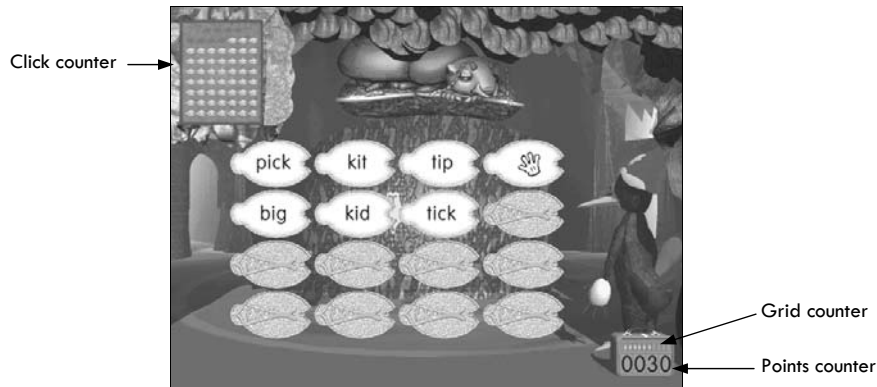 Click counter
pick kit tip
big kid tick
Grid counter
0030
Points counter